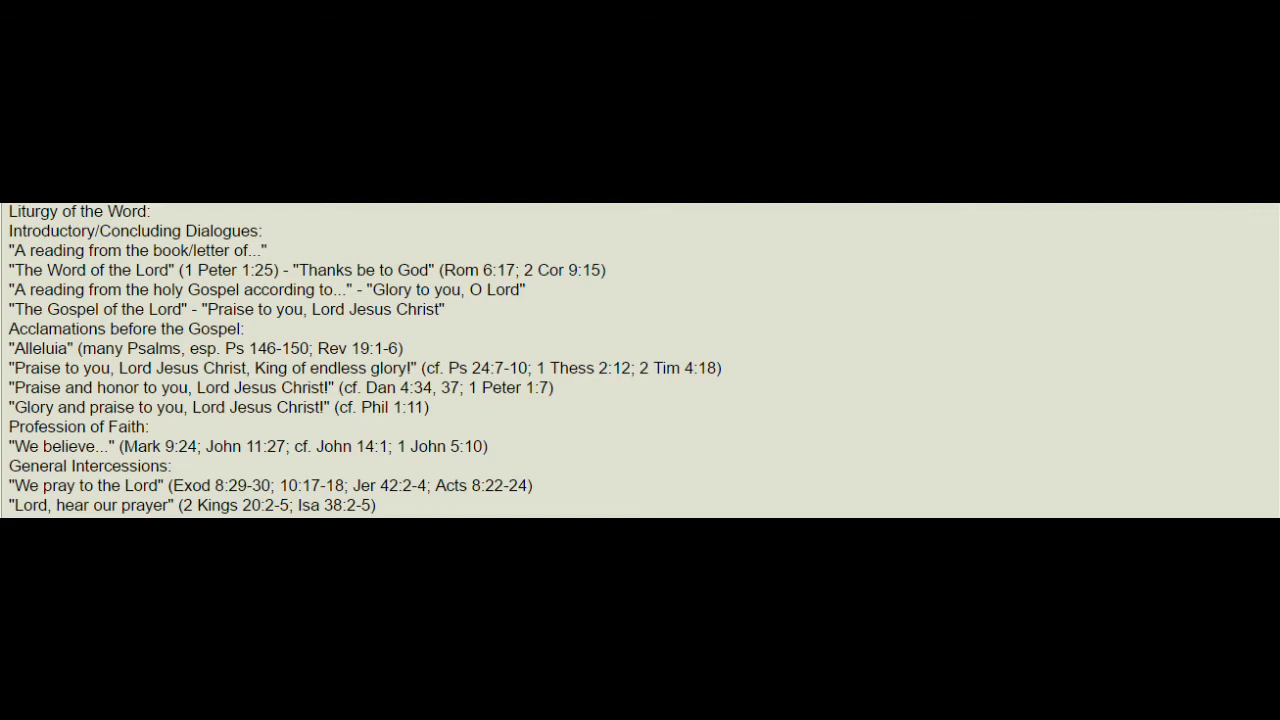 Liturgy of the Word:
Introductory/Concluding Dialogues:
"A reading from the book/letter of..."
"The Word of the Lord" (1 Peter 1:25) - "Thanks be to God" (Rom 6:17; 2 Cor 9:15)
"A reading from the holy Gospel according to..." - "Glory to you, O Lord"
"The Gospel of the Lord" - "Praise to you, Lord Jesus Christ"
Acclamations before the Gospel:
"Alleluia" (many Psalms, esp. Ps 146-150; Rev 19:1-6)
"Praise to you, Lord Jesus Christ, King of endless glory!" (cf. Ps 24:7-10; 1 Thess 2:12; 2 Tim 4:18)
"Praise and honor to you, Lord Jesus Christ!" (cf. Dan 4:34, 37; 1 Peter 1:7)
"Glory and praise to you, Lord Jesus Christ!" (cf. Phil 1:11)
Profession of Faith:
"We believe..." (Mark 9:24; John 11:27; cf. John 14:1; 1 John 5:10)
General Intercessions:
"We pray to the Lord" (Exod 8:29-30; 10:17-18; Jer 42:2-4; Acts 8:22-24)
"Lord, hear our prayer" (2 Kings 20:2-5; Isa 38:2-5)